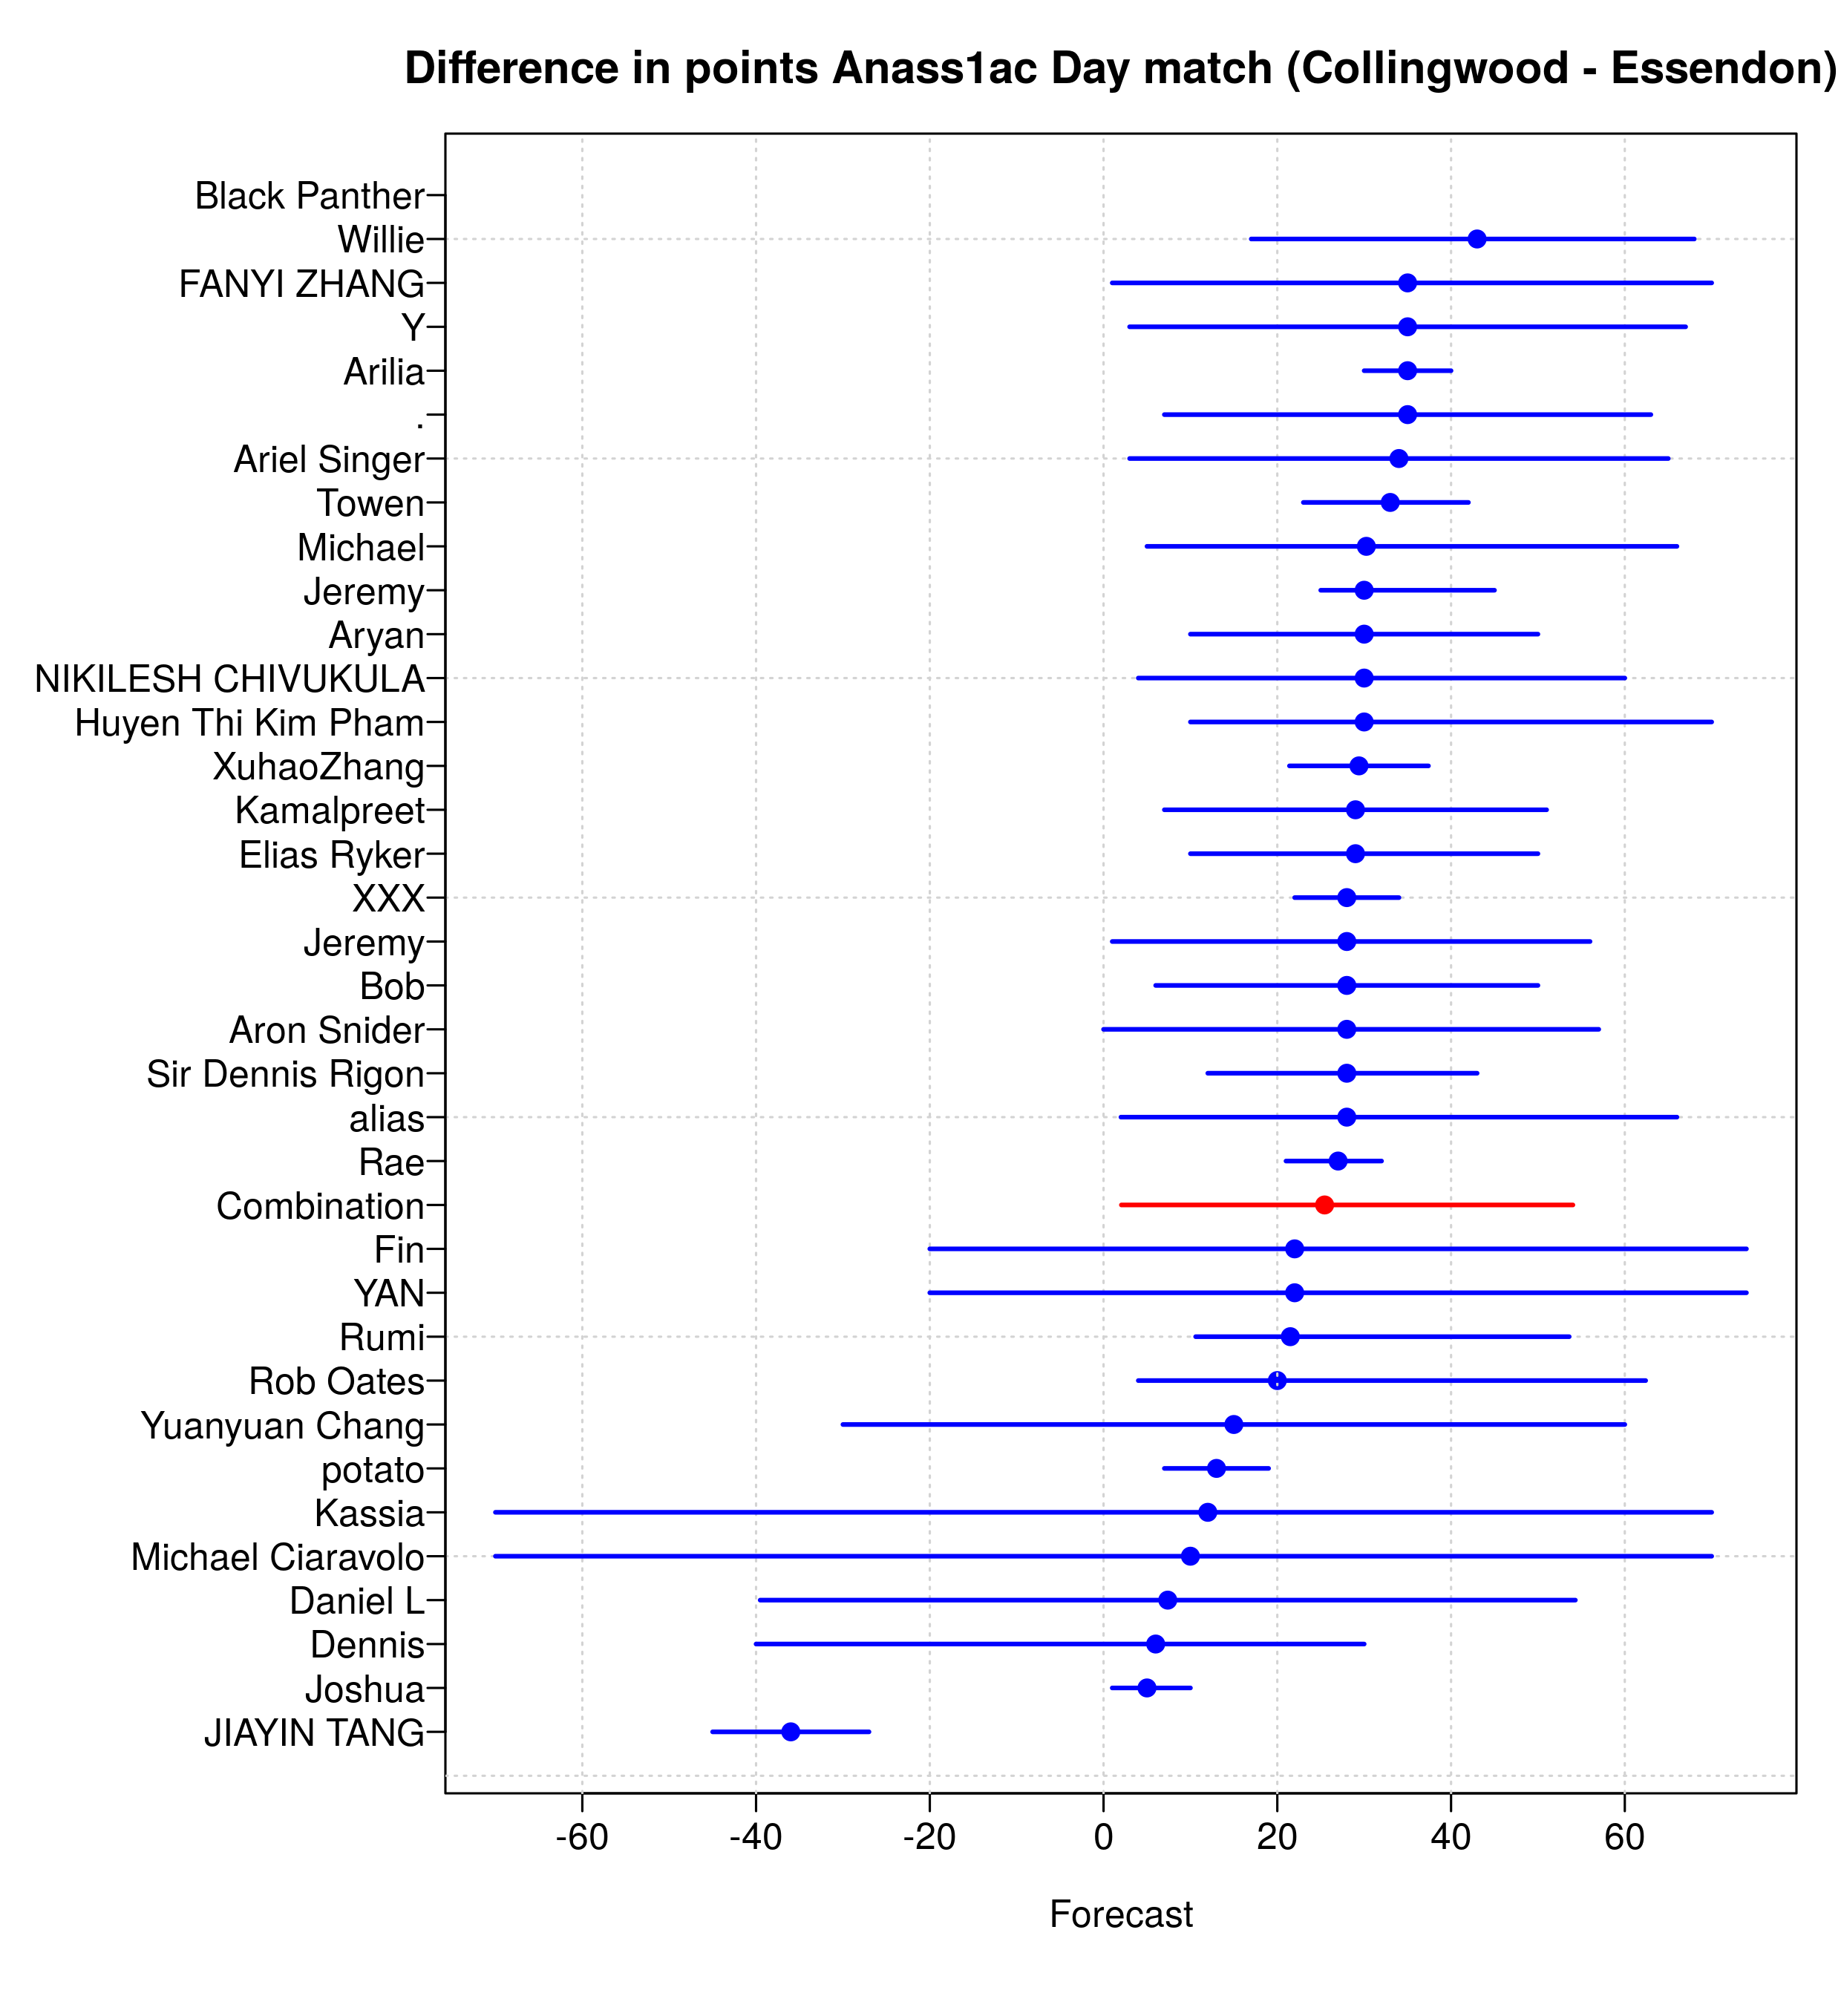 Difference in points Anass1ac Day match (Collingwood - Essendon)
Black Panther
Willie
FANYI ZHANG
Y
Arilia
.
Ariel Singer
Towen
Michael
Jeremy
Aryan
NIKILESH CHIVUKULA
Huyen Thi Kim Pham
XuhaoZhang
Kamalpreet
Elias Ryker
XXX
Jeremy
Bob
Aron Snider
Sir Dennis Rigon
alias
Rae
Combination
Fin
YAN
Rumi
Rob Oates
Yuanyuan Chang
potato
Kassia
Michael Ciaravolo
Daniel L
Dennis
Joshua
JIAYIN TANG
-60 -40 -20 0 20 40 60
Forecast